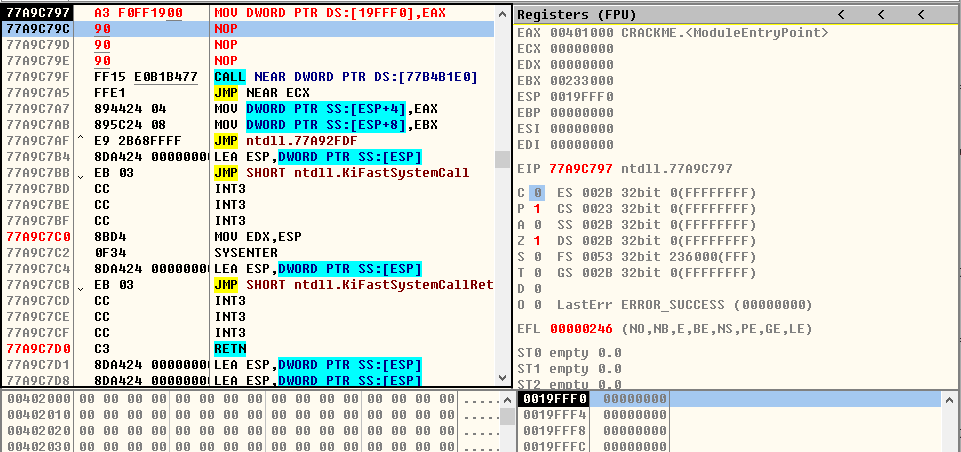 77A9C797 A3 F0FF1900 MOV DWORD PTR DS:[19FFF0],EAX
77A9C79C 90 NOP
77A9C79D 90 NOP
77A9C79E 90 NOP
77A9C79F FF15 E0B1B477 CALL NEAR DWORD PTR DS:[77B4B1E0]
77A9C7A5 FFE1 JMP NEAR ECX
77A9C7A7 894424 04 MOV DWORD PTR SS:[ESP+4],EAX
77A9C7AB 895C24 08 MOV DWORD PTR SS:[ESP+8],EBX
77A9C7AF ^ E9 2B68FFFF JMP ntdll.77A92FDF
77A9C7B4 8DA424 00000000 LEA ESP,DWORD PTR SS:[ESP]
77A9C7BB EB 03 JMP SHORT ntdll.KiFastSystemCall
77A9C7BD CC INT3
77A9C7BE CC INT3
77A9C7BF CC INT3
77A9C7C0 8BD4 MOV EDX,ESP
77A9C7C2 0F34 SYSENTER
77A9C7C4 8DA424 00000000 LEA ESP,DWORD PTR SS:[ESP]
77A9C7CB EB 03 JMP SHORT ntdll.KiFastSystemCallRet
77A9C7CD CC INT3
77A9C7CE CC INT3
77A9C7CF CC INT3
77A9C7D0 C3 RETN
77A9C7D1 8DA424 00000000 LEA ESP,DWORD PTR SS:[ESP]
77A9C7D8 8DA424 00000000 LEA ESP,DWORD PTR SS:[ESP]
Registers (FPU) < < <
EAX 00401000 CRACKME.<ModuleEntryPoint>
ECX 00000000
EDX 00000000
EBX 00233000
ESP 0019FFF0
EBP 00000000
ESI 00000000
EDI 00000000
EIP 77A9C797 ntdll.77A9C797
C 0 ES 002B 32bit 0(FFFFFFFF)
P 1 CS 0023 32bit 0(FFFFFFFF)
A 0 SS 002B 32bit 0(FFFFFFFF)
Z 1 DS 002B 32bit 0(FFFFFFFF)
S 0 FS 0053 32bit 236000(FFF)
T 0 GS 002B 32bit 0(FFFFFFFF)
D 0
O 0 LastErr ERROR_SUCCESS (00000000)
EFL 00000246 (NO,NB,E,BE,NS,PE,GE,LE)
ST0 empty 0.0
ST1 empty 0.0
ST2 empty 0.0
00402000 00 00 00 00 00 00 00 00 00 00 00 00 00 00 00 00 .....
00402010 00 00 00 00 00 00 00 00 00 00 00 00 00 00 00 00 .....
00402020 00 00 00 00 00 00 00 00 00 00 00 00 00 00 00 00 .....
00402030 00 00 00 00 00 00 00 00 00 00 00 00 00 00 00 00 .....
0019FFF0 00000000
0019FFF4 00000000
0019FFF8 00000000
0019FFFC 00000000